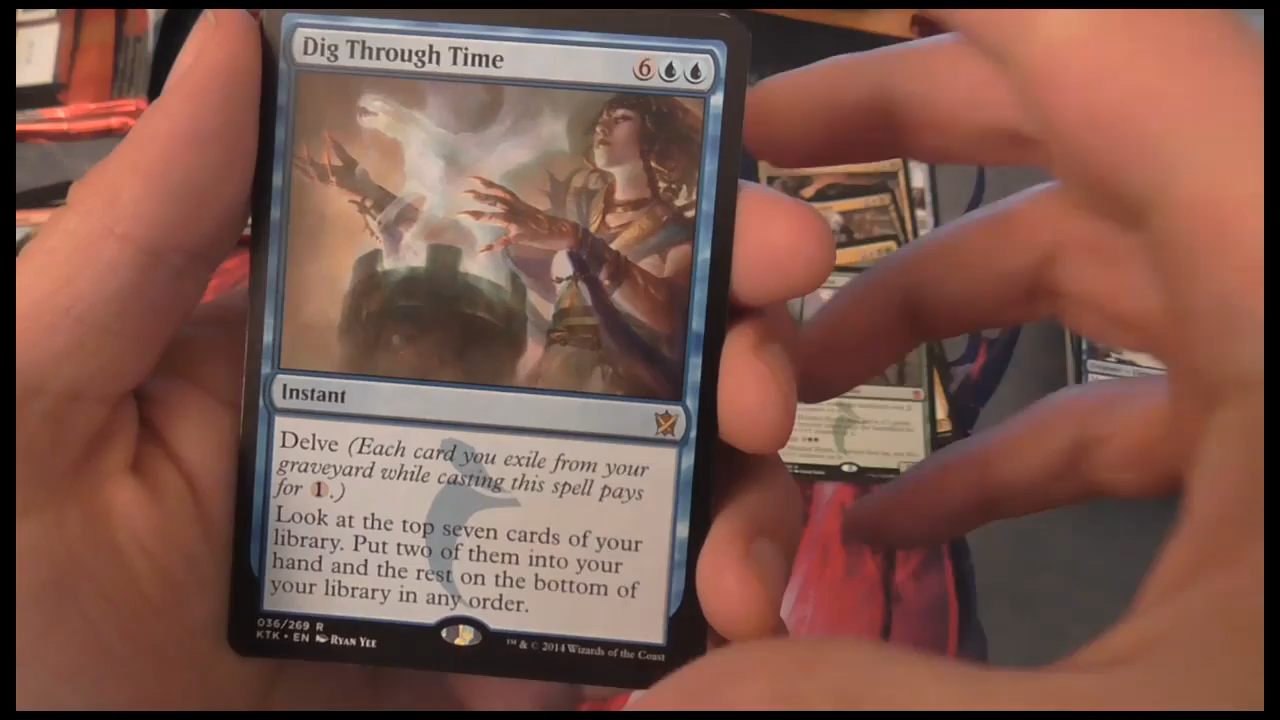 Dig Through Time
6
Instant
Delve (Each card you exile from your
graveyard while casting this spell pays
for 1.)
Look at the top seven cards of your
library. Put two of them into your
hand and the rest on the bottom of
your library in any order.
036/269 R
KTK • EN Ryan Yee
™ & © 2014 Wizards of the Coast